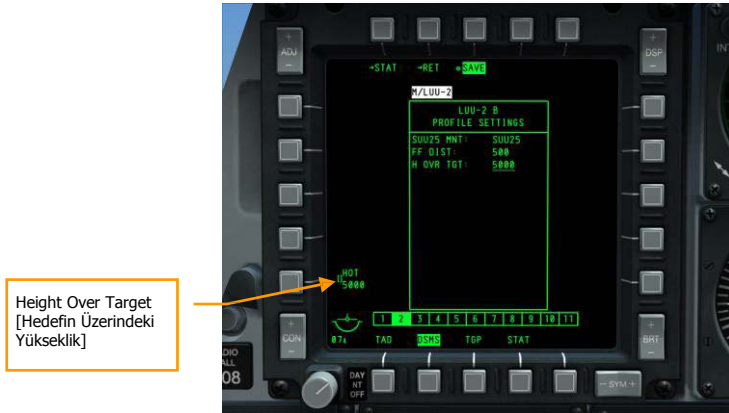 +
ADJ
-
+
DSP
-
→STAT
→RET
SAVE
M/LUU-2
LUU-2 B
PROFILE SETTINGS
SUU25 MNT: SUU25
FF DIST: 500
H OVR TGT: 5000
HOT
5000
Height Over Target
[Hedefin Üzerindeki
Yükseklik]
1 2 3 4 5 6 7 8 9 10 11
TAD DSMS TGP STAT
+
CON
-
+
BRT
-
DAY
NT
OFF
- SYM +
08